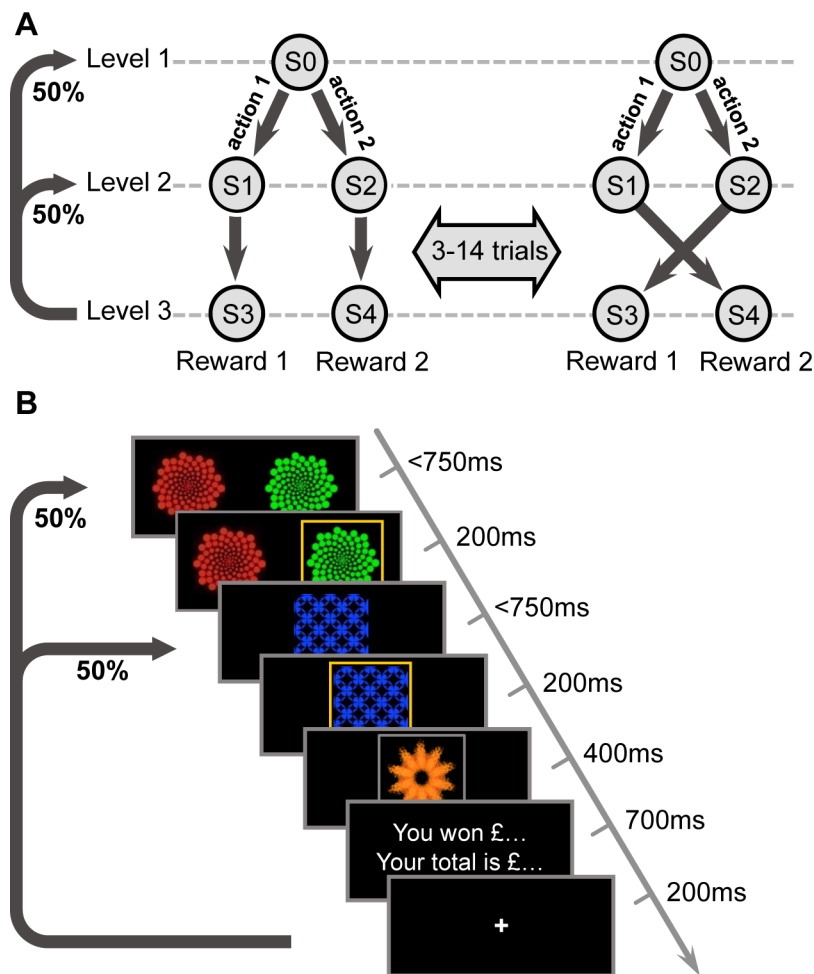 A
Level 1
S0
S0
50%
action 1
action 2
action 1
action 2
Level 2
S1
S2
S1
S2
50%
3-14 trials
Level 3
S3
S4
S3
S4
Reward 1
Reward 2
Reward 1
Reward 2
B
<750ms
50%
200ms
<750ms
50%
200ms
400ms
700ms
You won £...
Your total is £...
200ms
+